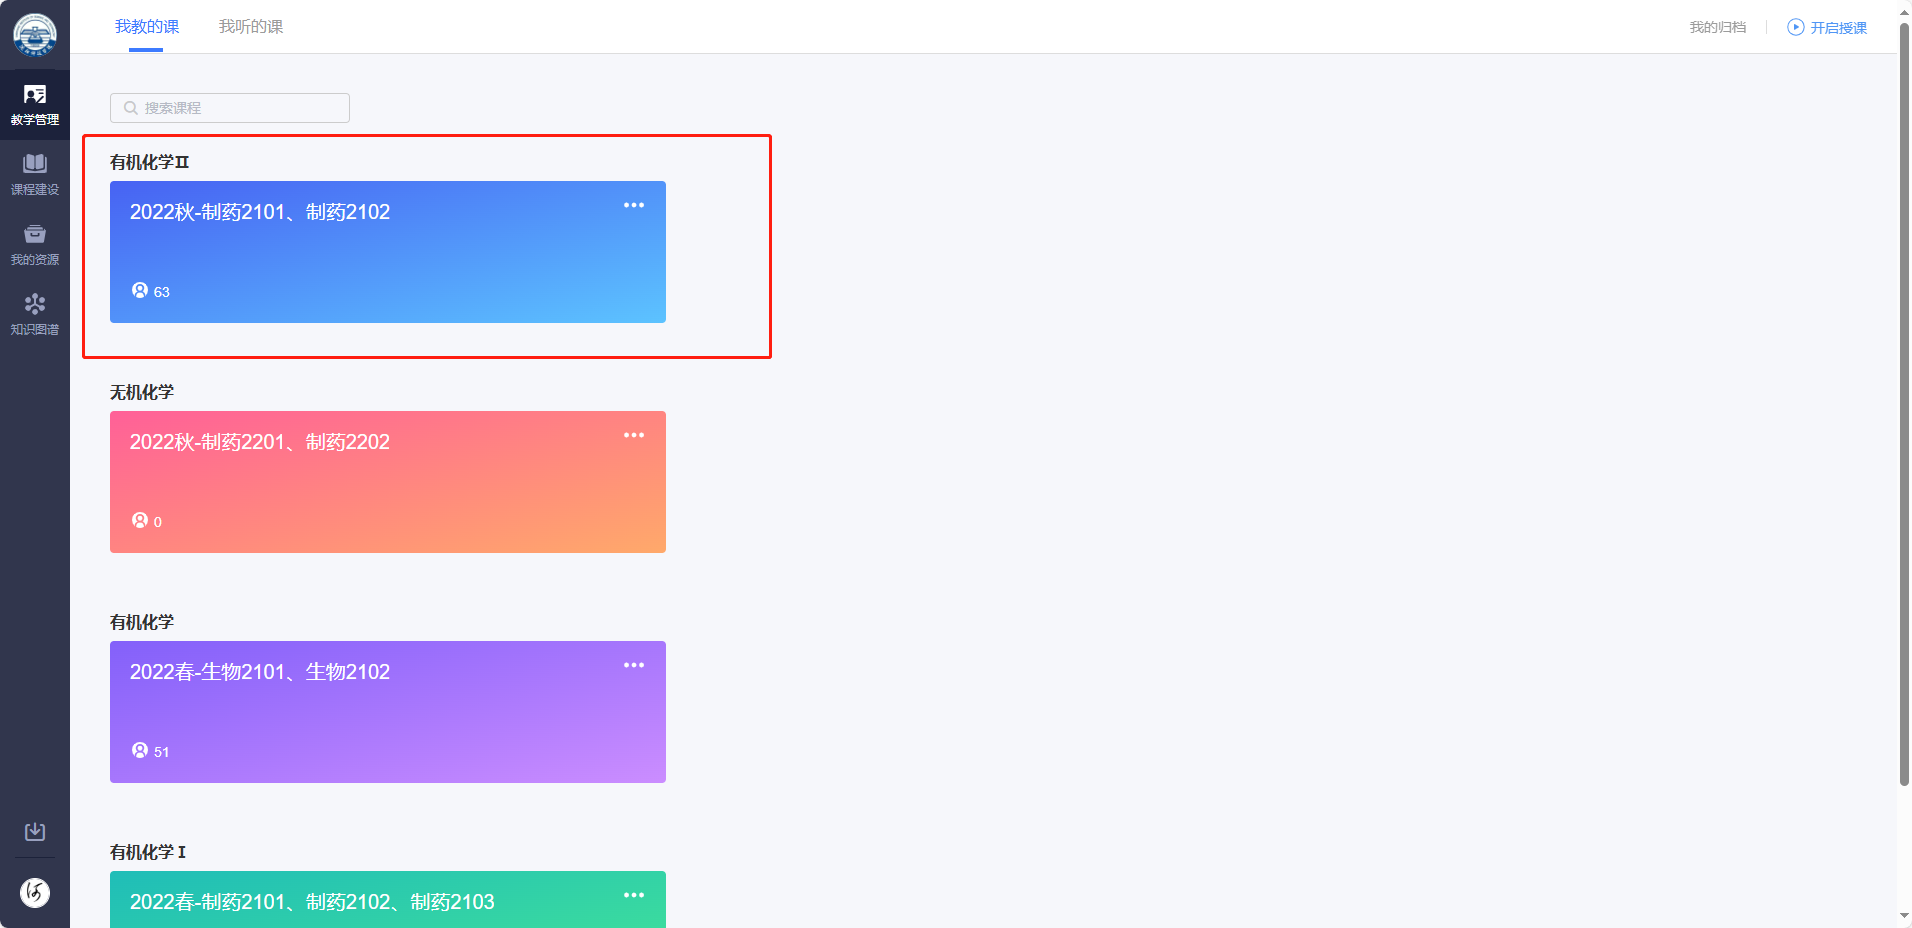 我教的课 我听的课 我的归档 开启授课
教学管理
课程建设
我的资源
知识图谱
搜索课程
有机化学Ⅱ
2022秋-制药2101、制药2102
63
无机化学
2022秋-制药2201、制药2202
0
有机化学
2022春-生物2101、生物2102
51
有机化学Ⅰ
2022春-制药2101、制药2102、制药2103